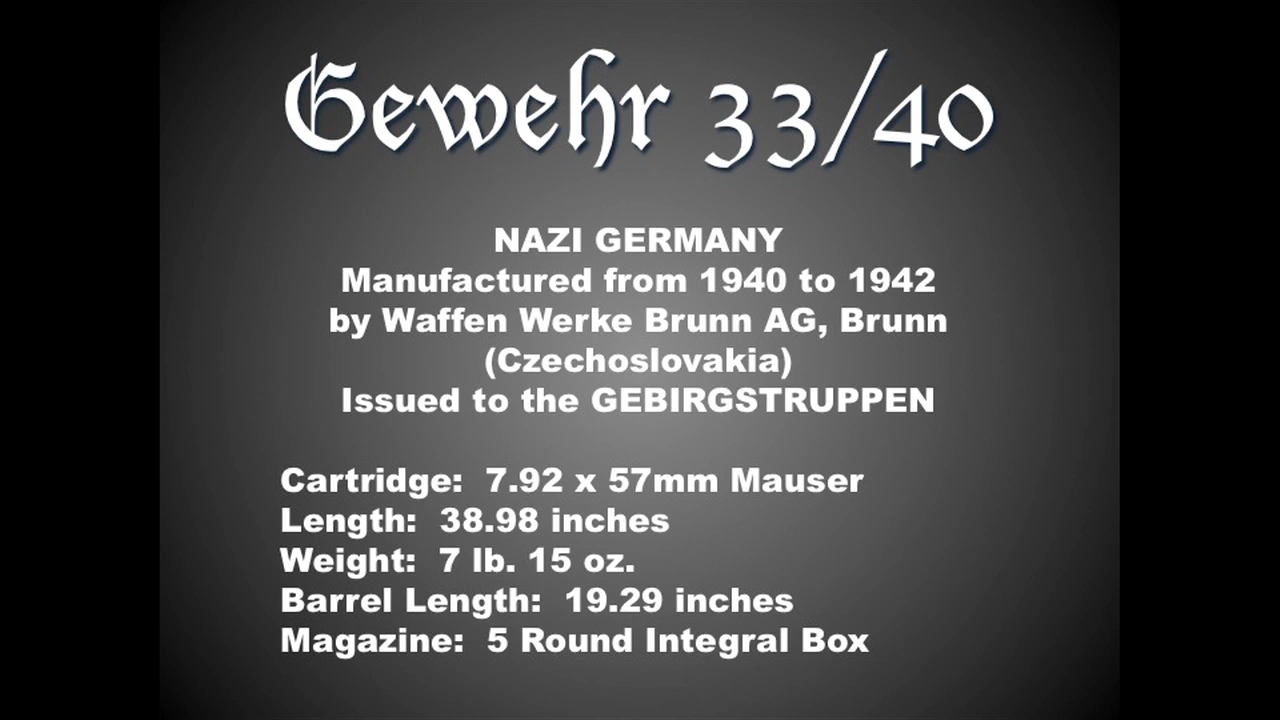 Gewehr 33/40
NAZI GERMANY
Manufactured from 1940 to 1942
by Waffen Werke Brunn AG, Brunn
(Czechoslovakia)
Issued to the GEBIRGSTRUPPEN
Cartridge:  7.92 x 57mm Mauser
Length:  38.98 inches
Weight:  7 lb. 15 oz.
Barrel Length:  19.29 inches
Magazine:  5 Round Integral Box